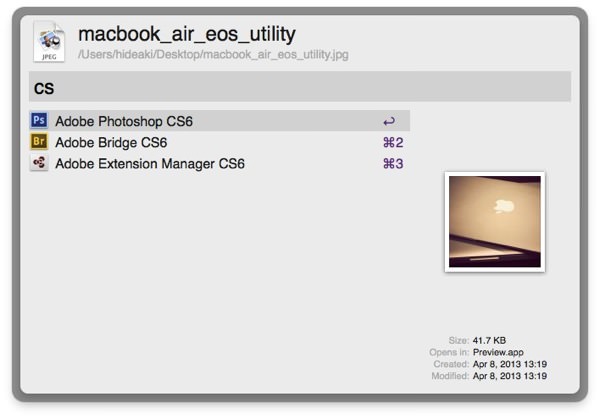 JPEG
macbook_air_eos_utility
/Users/hideaki/Desktop/macbook_air_eos_utility.jpg
CS
Ps Adobe Photoshop CS6 ↩
Br Adobe Bridge CS6 ⌘2
Adobe Extension Manager CS6 ⌘3
Size: 41.7 KB
Opens in: Preview.app
Created: Apr 8, 2013 13:19
Modified: Apr 8, 2013 13:19